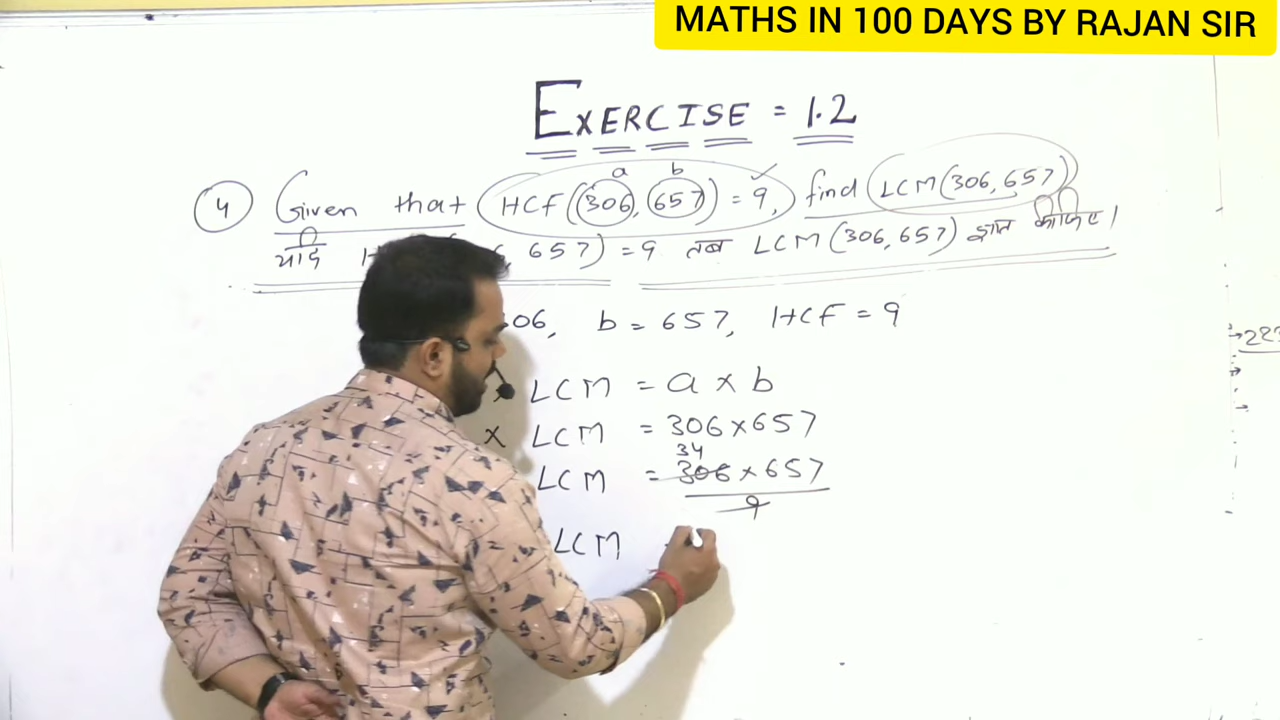 MATHS IN 100 DAYS BY RAJAN SIR
EXERCISE = 1.2
a b
4 Given that HCF(306, 657) = 9, find LCM(306, 657)
यदि 657) = 9 तब LCM (306, 657) ज्ञात कीजिए।
06, b = 657, HCF = 9
→ 223
LCM = a × b
× LCM = 306 × 657
34
LCM = 306 × 657
9
LCM =